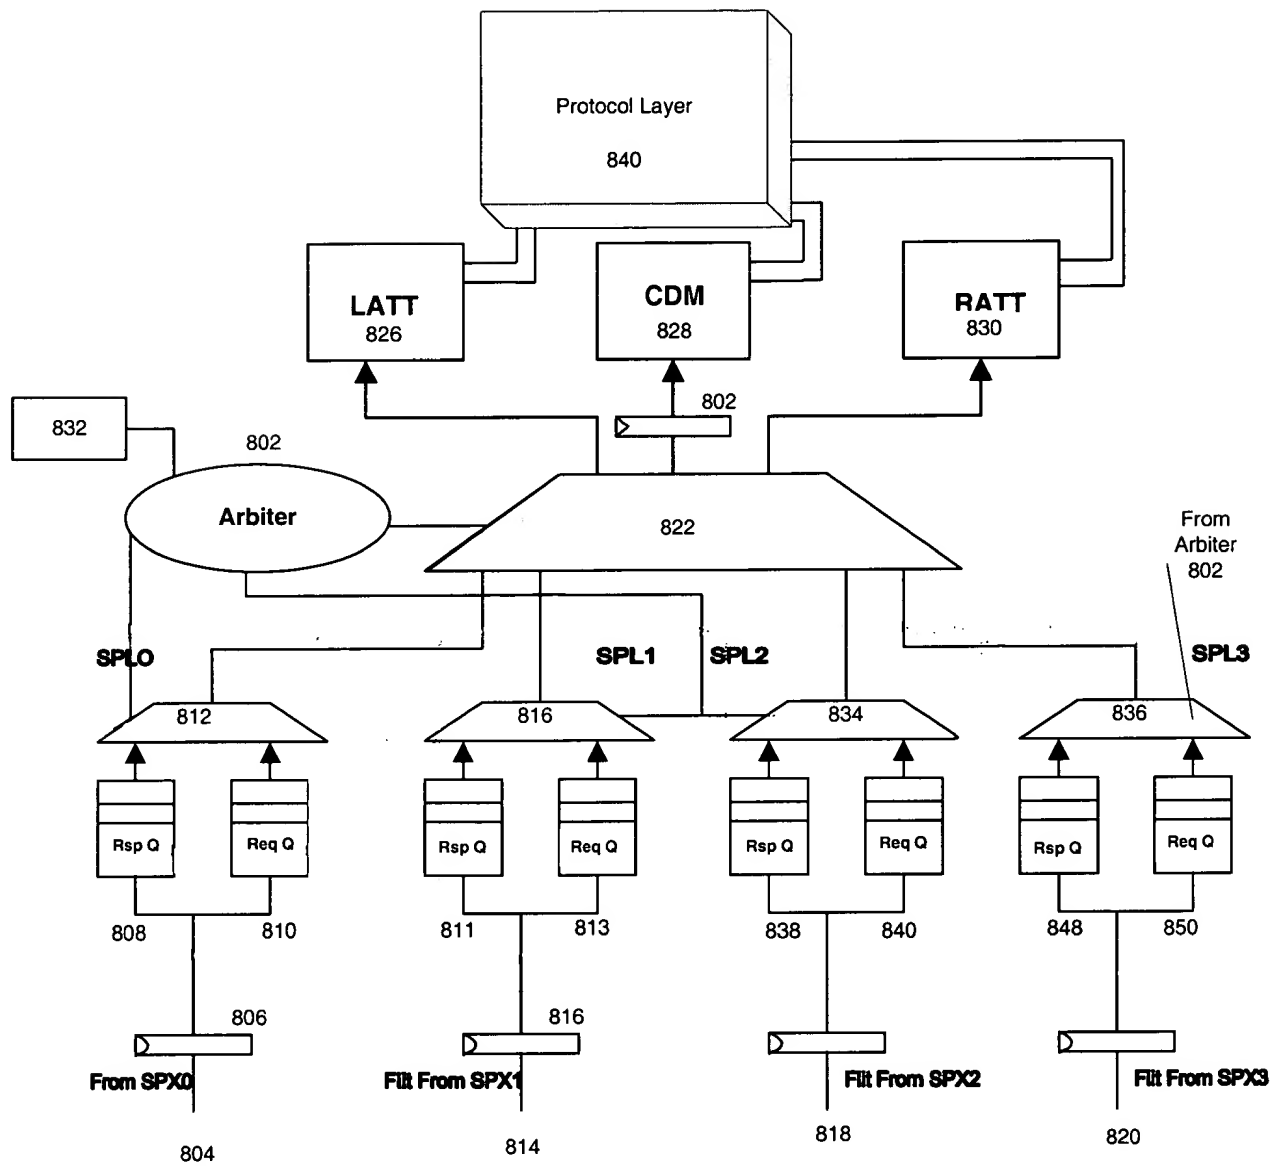 Protocol Layer
840
LATT
826
CDM
828
RATT
830
832
802
802
Arbiter
822
From
Arbiter
802
SPL0
SPL1
SPL2
SPL3
812
816
834
836
Rsp Q
Req Q
Rsp Q
Req Q
Rsp Q
Req Q
Rsp Q
Req Q
808
810
811
813
838
840
848
850
806
816
From SPX0
Flit From SPX1
Flit From SPX2
Flit From SPX3
804
814
818
820